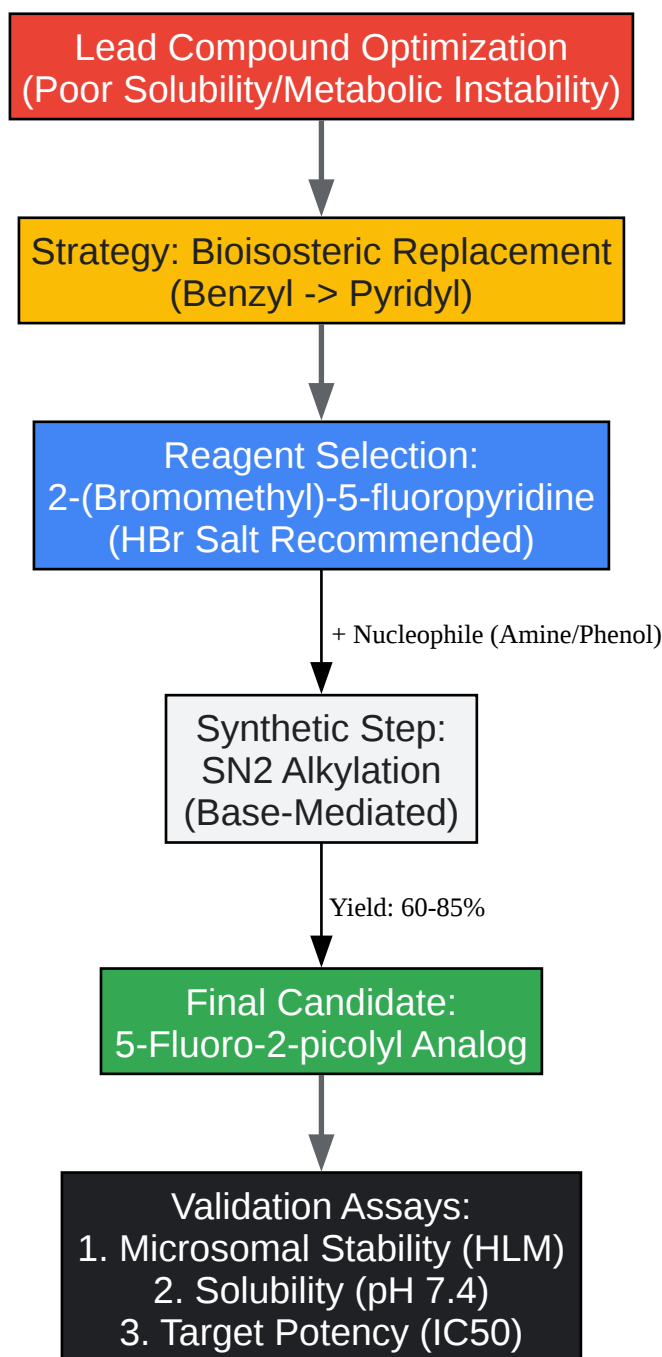 Lead Compound Optimization
(Poor Solubility/Metabolic Instability)
Strategy: Bioisosteric Replacement
(Benzyl -> Pyridyl)
Reagent Selection:
2-(Bromomethyl)-5-fluoropyridine
(HBr Salt Recommended)
+ Nucleophile (Amine/Phenol)
Synthetic Step:
SN2 Alkylation
(Base-Mediated)
Yield: 60-85%
Final Candidate:
5-Fluoro-2-picolyl Analog
Validation Assays:
1. Microsomal Stability (HLM)
2. Solubility (pH 7.4)
3. Target Potency (IC50)